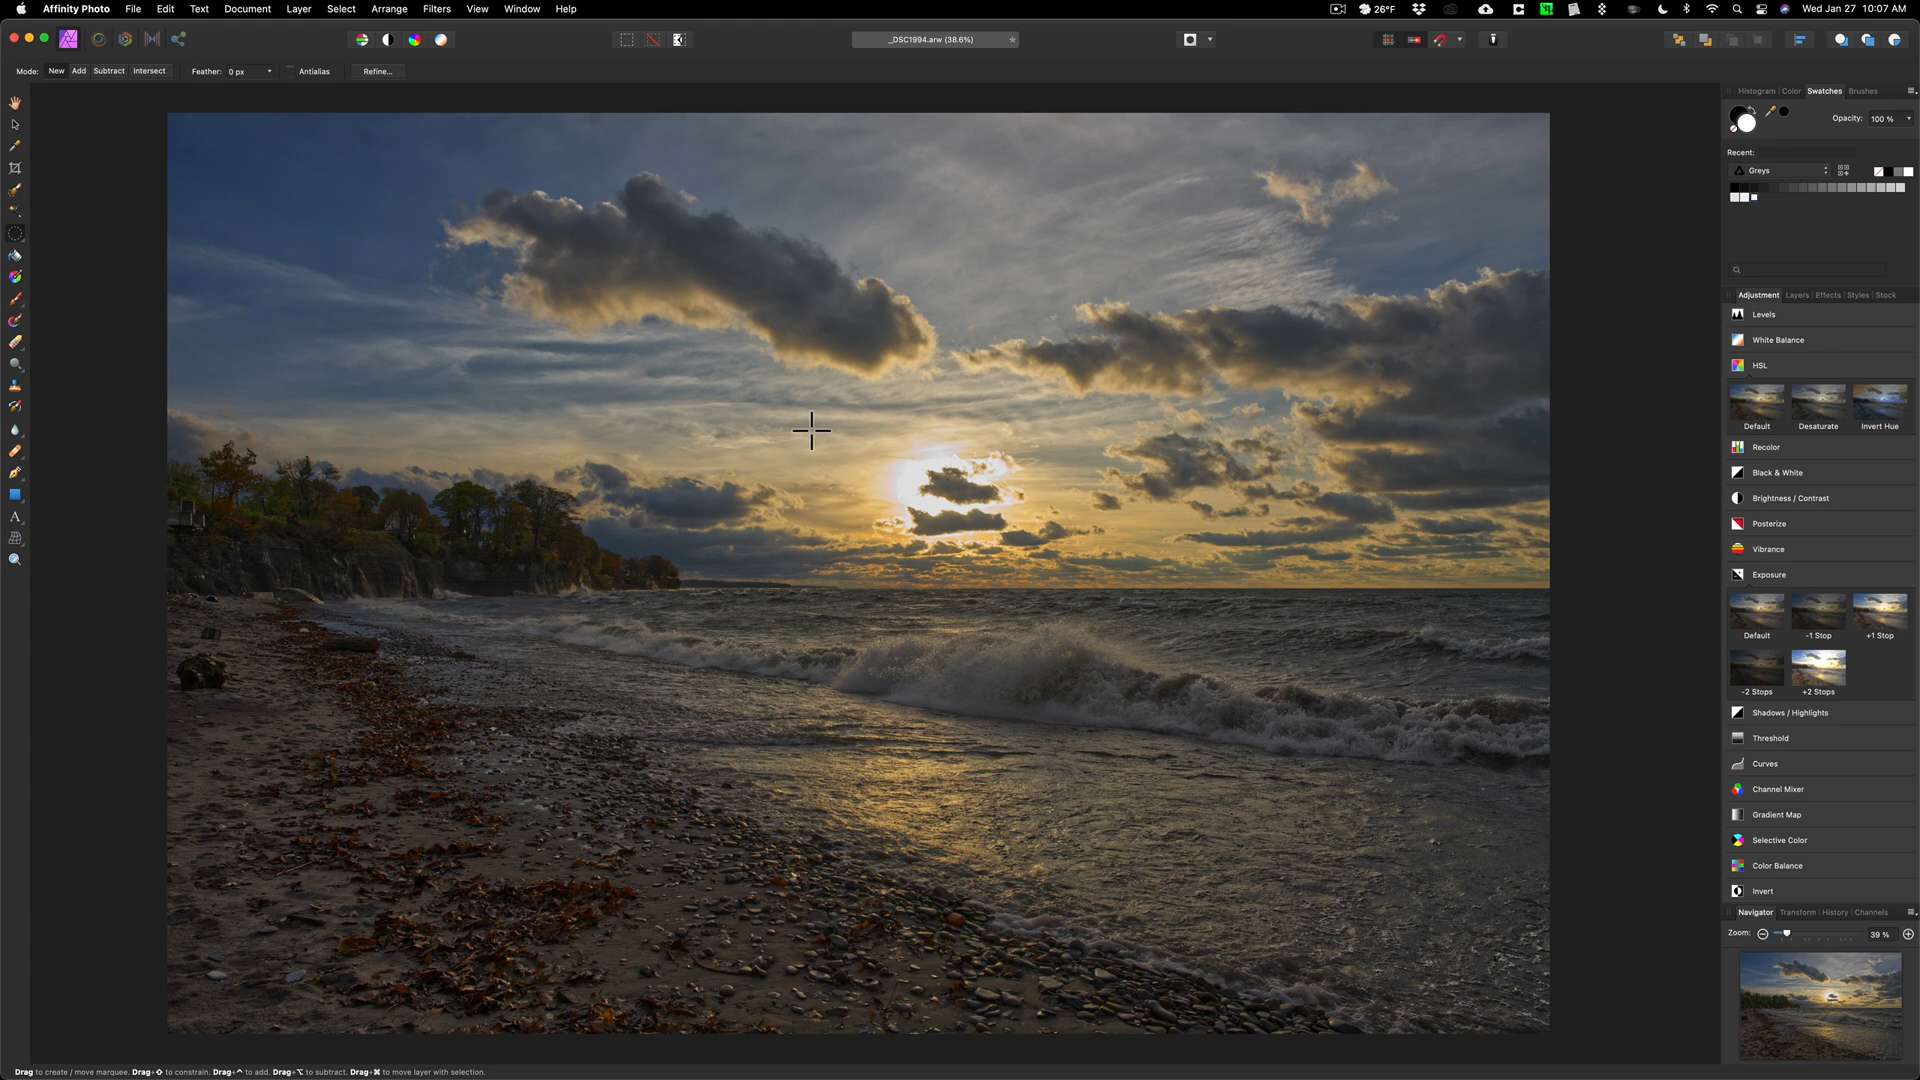 Affinity Photo File Edit Text Document Layer Select Arrange Filters View Window Help 26°F Wed Jan 27 10:07 AM
_DSC1994.arw (38.6%)
Mode: New Add Subtract Intersect Feather: 0 px Antialias Refine...
Histogram Color Swatches Brushes
Opacity: 100 %
Recent:
Greys
Adjustment Layers Effects Styles Stock
Levels
White Balance
HSL
Default Desaturate Invert Hue
Recolor
Black & White
Brightness / Contrast
Posterize
Vibrance
Exposure
Default -1 Stop +1 Stop
-2 Stops +2 Stops
Shadows / Highlights
Threshold
Curves
Channel Mixer
Gradient Map
Selective Color
Color Balance
Invert
Navigator Transform History Channels
Zoom: 39 %
Drag to create / move marquee. Drag+⇧ to constrain. Drag+⌃ to add. Drag+⌥ to subtract. Drag+⌘ to move layer with selection.